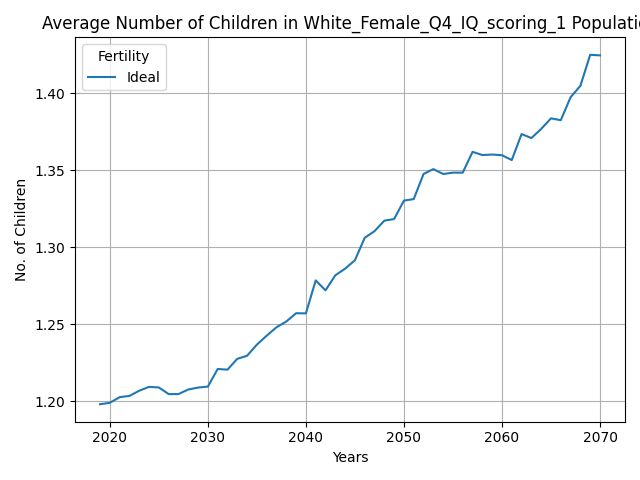 Average Number of Children in White_Female_Q4_IQ_scoring_1 Populatio
Fertility
Ideal
No. of Children
1.40
1.35
1.30
1.25
1.20
2020 2030 2040 2050 2060 2070
Years